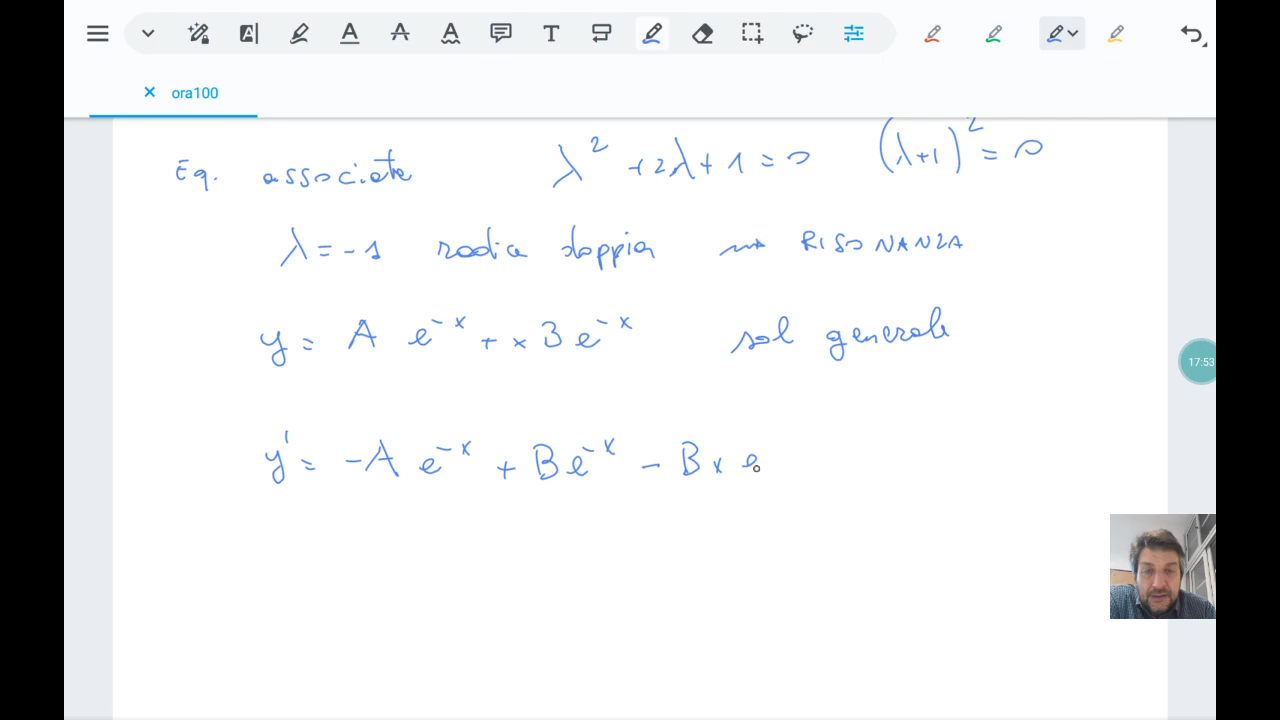 ora100
Eq. associata λ² + 2λ + 1 = 0 (λ+1)² = 0
λ = -1 radice doppia ⇝ RISONANZA
y = A e^{-x} + x B e^{-x} sol generale
y' = -A e^{-x} + B e^{-x} - B x e
17:53